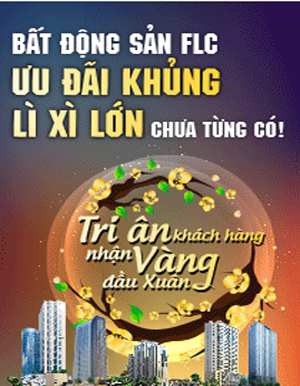 BẤT ĐỘNG SẢN FLC
ƯU ĐÃI KHỦNG
LÌ XÌ LỚN CHƯA TỪNG CÓ!
Tri ân khách hàng
nhận Vàng
đầu Xuân